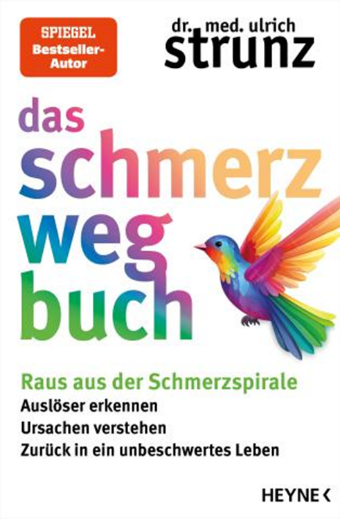 SPIEGEL
Bestseller-
Autor
dr. med. ulrich
strunz
das
schmerz
weg
buch
Raus aus der Schmerzspirale
Auslöser erkennen
Ursachen verstehen
Zurück in ein unbeschwertes Leben
HEYNE <